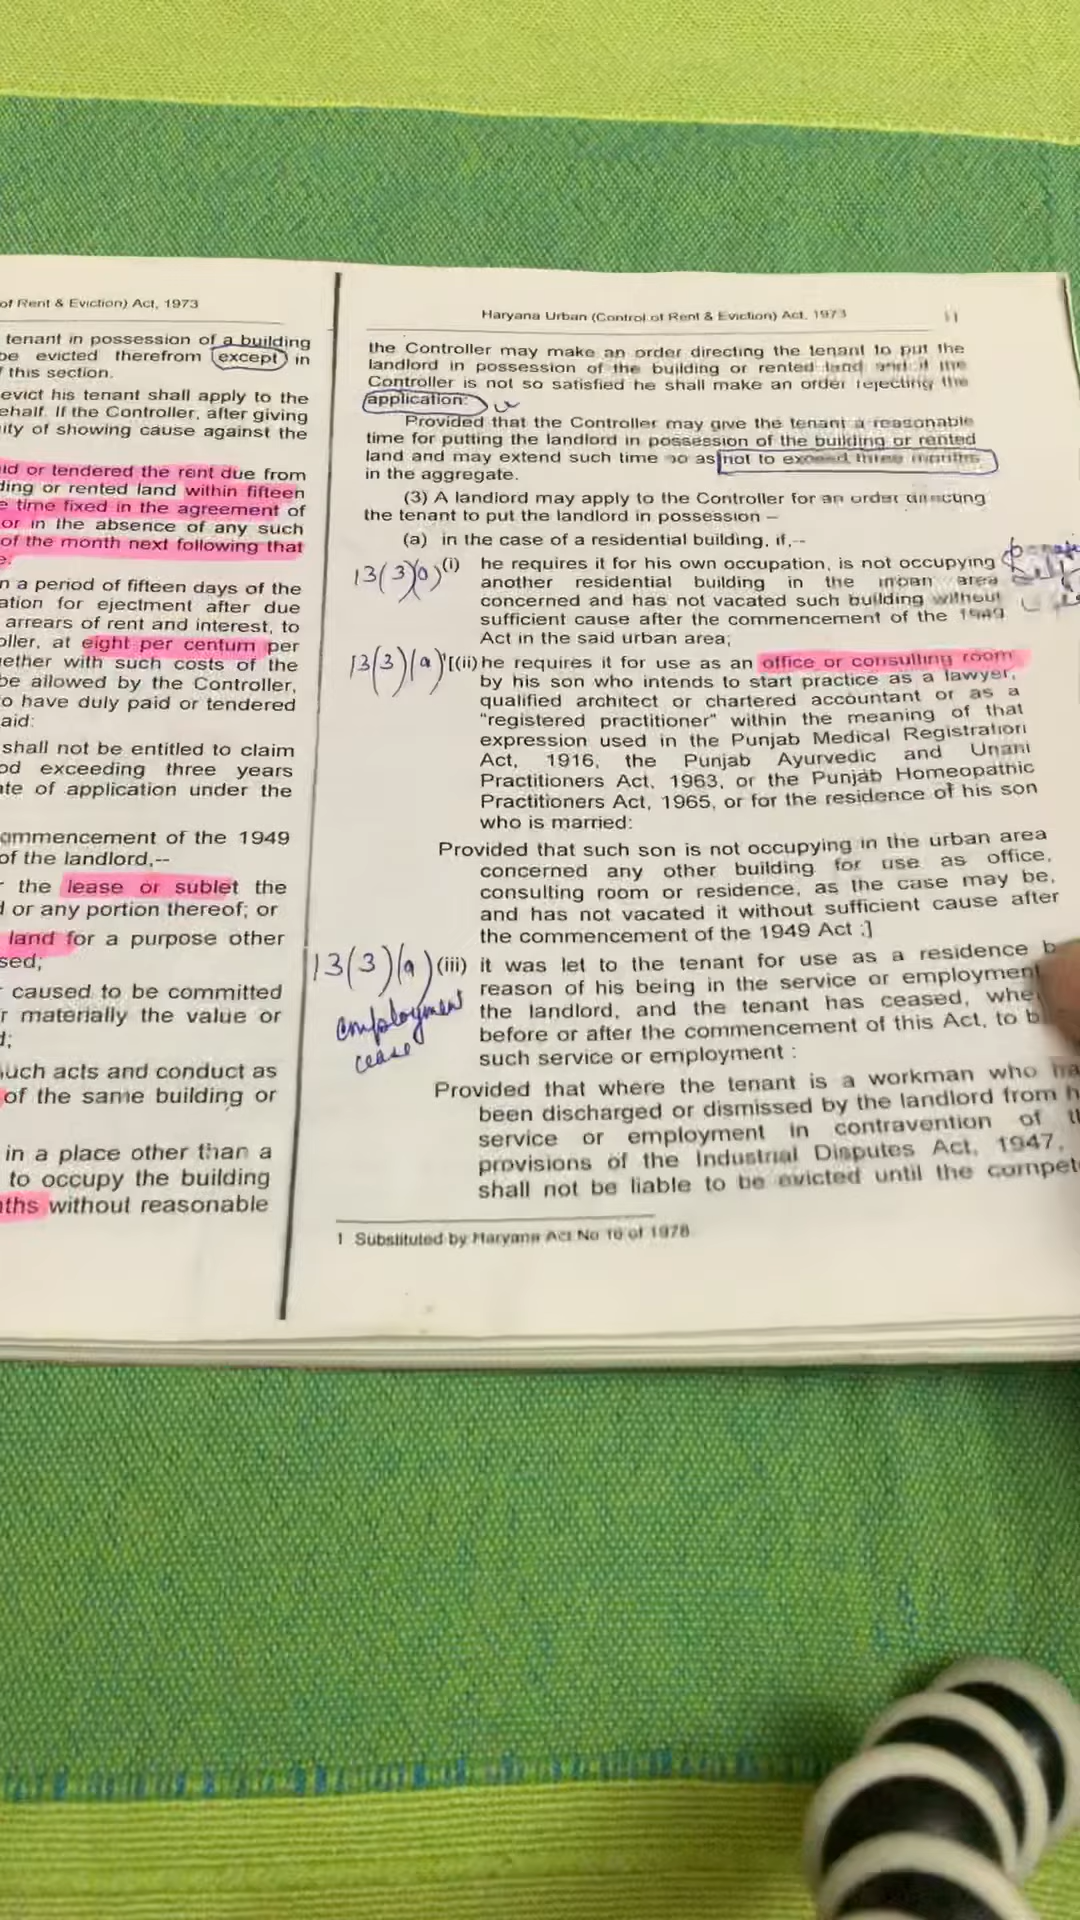 of Rent & Eviction) Act, 1973
tenant in possession of a building
be evicted therefrom except in
this section.
evict his tenant shall apply to the
ehalf. If the Controller, after giving
ity of showing cause against the
id or tendered the rent due from
ding or rented land within fifteen
e time fixed in the agreement of
or in the absence of any such
of the month next following that
e.
n a period of fifteen days of the
ation for ejectment after due
arrears of rent and interest, to
oller, at eight per centum per
ether with such costs of the
be allowed by the Controller,
o have duly paid or tendered
aid:
shall not be entitled to claim
od exceeding three years
ate of application under the
ommencement of the 1949
of the landlord,--
r the lease or sublet the
d or any portion thereof; or
land for a purpose other
sed;
r caused to be committed
r materially the value or
d;
such acts and conduct as
of the same building or
in a place other than a
to occupy the building
nths without reasonable
Haryana Urban (Control of Rent & Eviction) Act, 1973 11
the Controller may make an order directing the tenant to put the
landlord in possession of the building or rented land and if the
Controller is not so satisfied he shall make an order rejecting the
application:
Provided that the Controller may give the tenant a reasonable
time for putting the landlord in possession of the building or rented
land and may extend such time so as not to exceed three months
in the aggregate.
(3) A landlord may apply to the Controller for an order directing
the tenant to put the landlord in possession –
(a) in the case of a residential building, if,--
13(3)(a) (i) he requires it for his own occupation, is not occupying
another residential building in the urban area
concerned and has not vacated such building without
sufficient cause after the commencement of the 1949
Act in the said urban area;
13(3)(a) 1[(ii) he requires it for use as an office or consulting room
by his son who intends to start practice as a lawyer,
qualified architect or chartered accountant or as a
"registered practitioner" within the meaning of that
expression used in the Punjab Medical Registration
Act, 1916, the Punjab Ayurvedic and Unani
Practitioners Act, 1963, or the Punjab Homeopathic
Practitioners Act, 1965, or for the residence of his son
who is married:
Provided that such son is not occupying in the urban area
concerned any other building for use as office,
consulting room or residence, as the case may be,
and has not vacated it without sufficient cause after
the commencement of the 1949 Act :]
13(3)(a) (iii) it was let to the tenant for use as a residence b
reason of his being in the service or employment
employment
the landlord, and the tenant has ceased, whe
before or after the commencement of this Act, to b
cease
such service or employment :
Provided that where the tenant is a workman who ha
been discharged or dismissed by the landlord from h
service or employment in contravention of t
provisions of the Industrial Disputes Act, 1947,
shall not be liable to be evicted until the compet
1 Substituted by Haryana Act No 16 of 1978